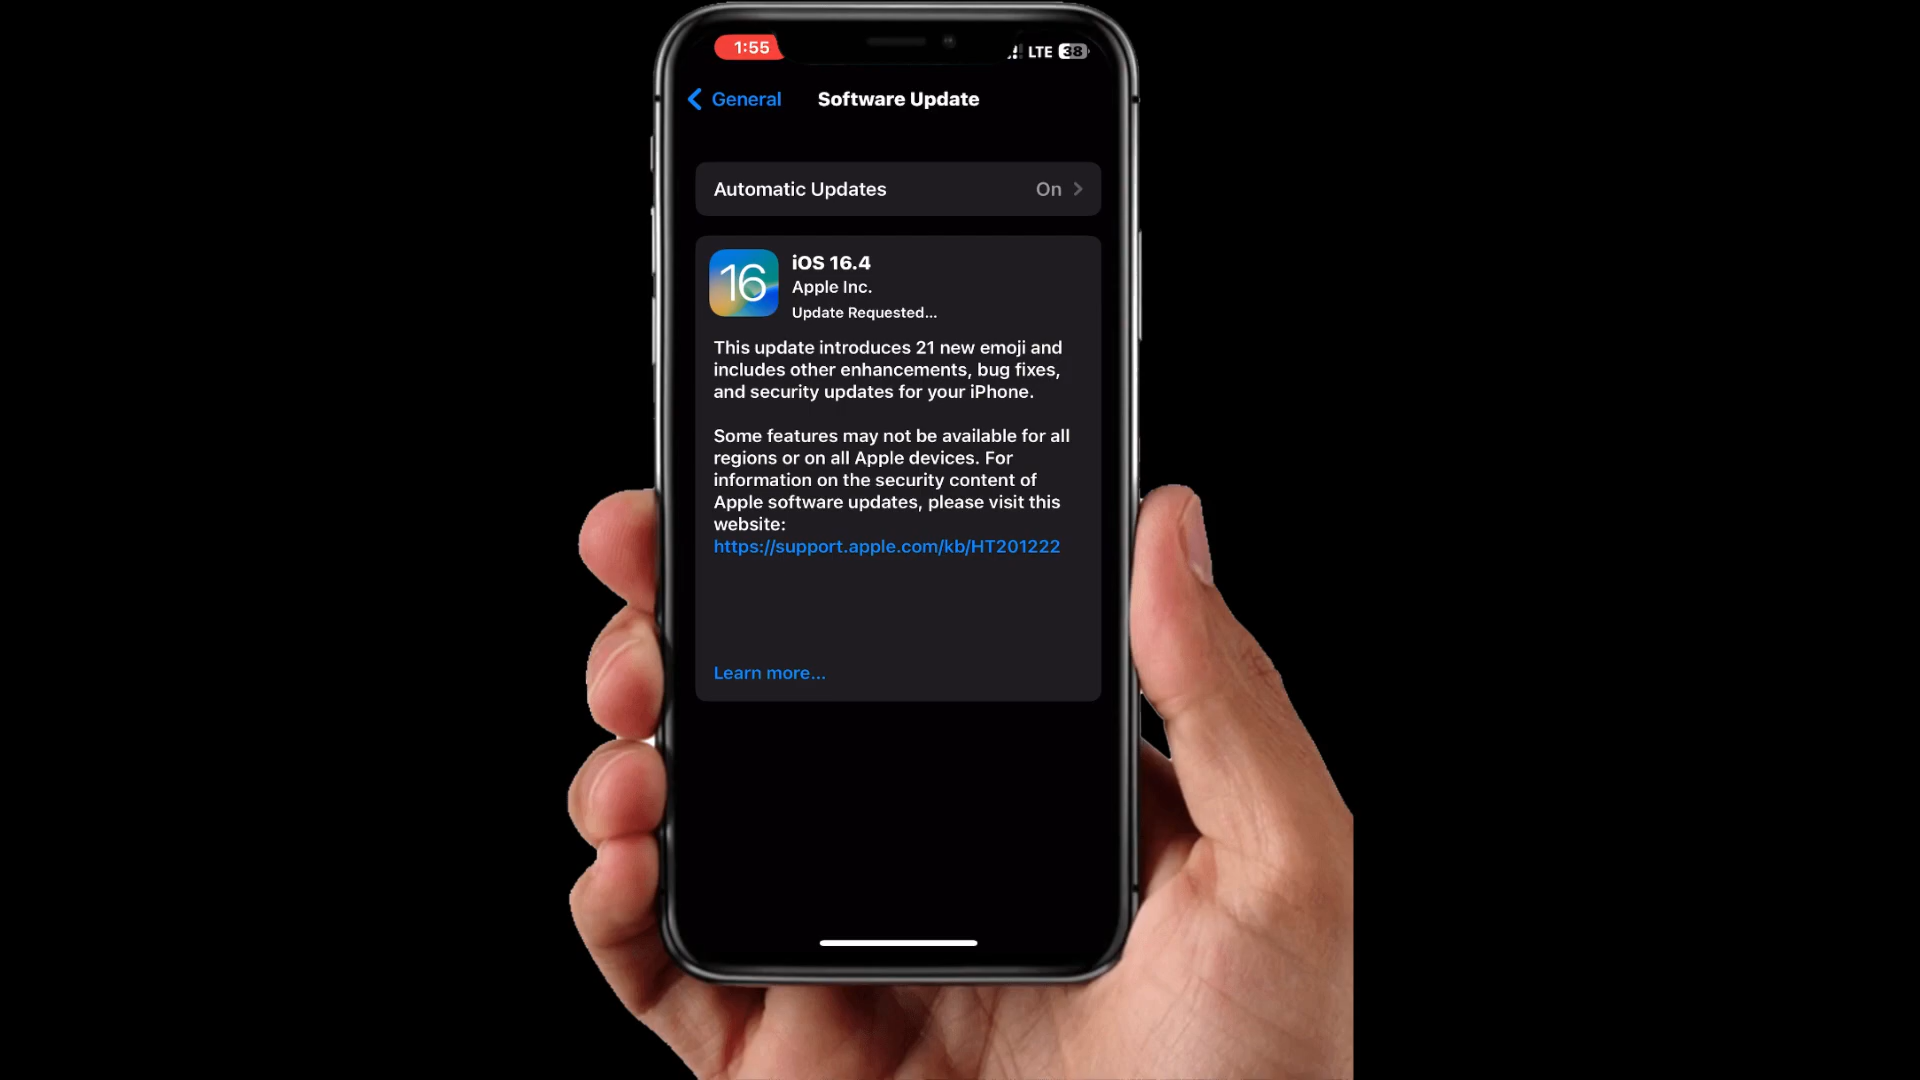 1:55
LTE 38
General
Software Update
Automatic Updates
On
16
iOS 16.4
Apple Inc.
Update Requested...
This update introduces 21 new emoji and
includes other enhancements, bug fixes,
and security updates for your iPhone.
Some features may not be available for all
regions or on all Apple devices. For
information on the security content of
Apple software updates, please visit this
website:
https://support.apple.com/kb/HT201222
Learn more...